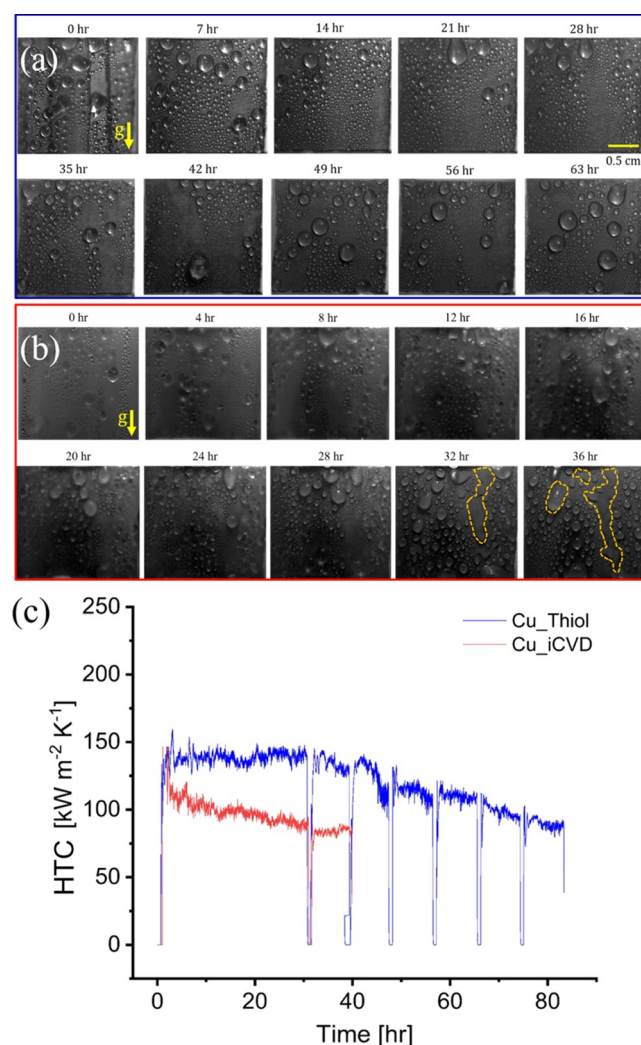 0 hr 7 hr 14 hr 21 hr 28 hr
(a)
g
0.5 cm
35 hr 42 hr 49 hr 56 hr 63 hr
0 hr 4 hr 8 hr 12 hr 16 hr
(b)
g
20 hr 24 hr 28 hr 32 hr 36 hr
(c)
250
Cu_Thiol
Cu_iCVD
200
150
100
50
0
HTC [kW m⁻² K⁻¹]
0 20 40 60 80
Time [hr]